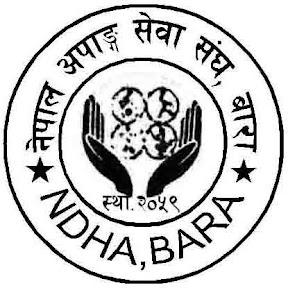 नेपाल अपाङ्ग सेवा संघ, बारा
स्था. २०५९
NDHA, BARA